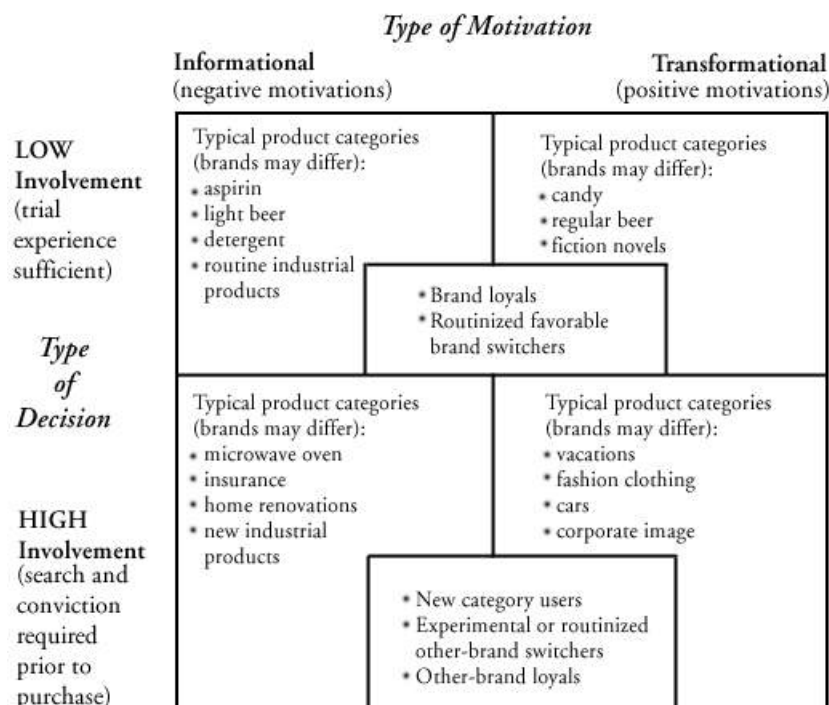 Type of Motivation
Informational
(negative motivations)
Transformational
(positive motivations)
LOW
Involvement
(trial
experience
sufficient)
Typical product categories
(brands may differ):
• aspirin
• light beer
• detergent
• routine industrial
products
Typical product categories
(brands may differ):
• candy
• regular beer
• fiction novels
• Brand loyals
• Routinized favorable
brand switchers
Type
of
Decision
HIGH
Involvement
(search and
conviction
required
prior to
purchase)
Typical product categories
(brands may differ):
• microwave oven
• insurance
• home renovations
• new industrial
products
Typical product categories
(brands may differ):
• vacations
• fashion clothing
• cars
• corporate image
• New category users
• Experimental or routinized
other-brand switchers
• Other-brand loyals